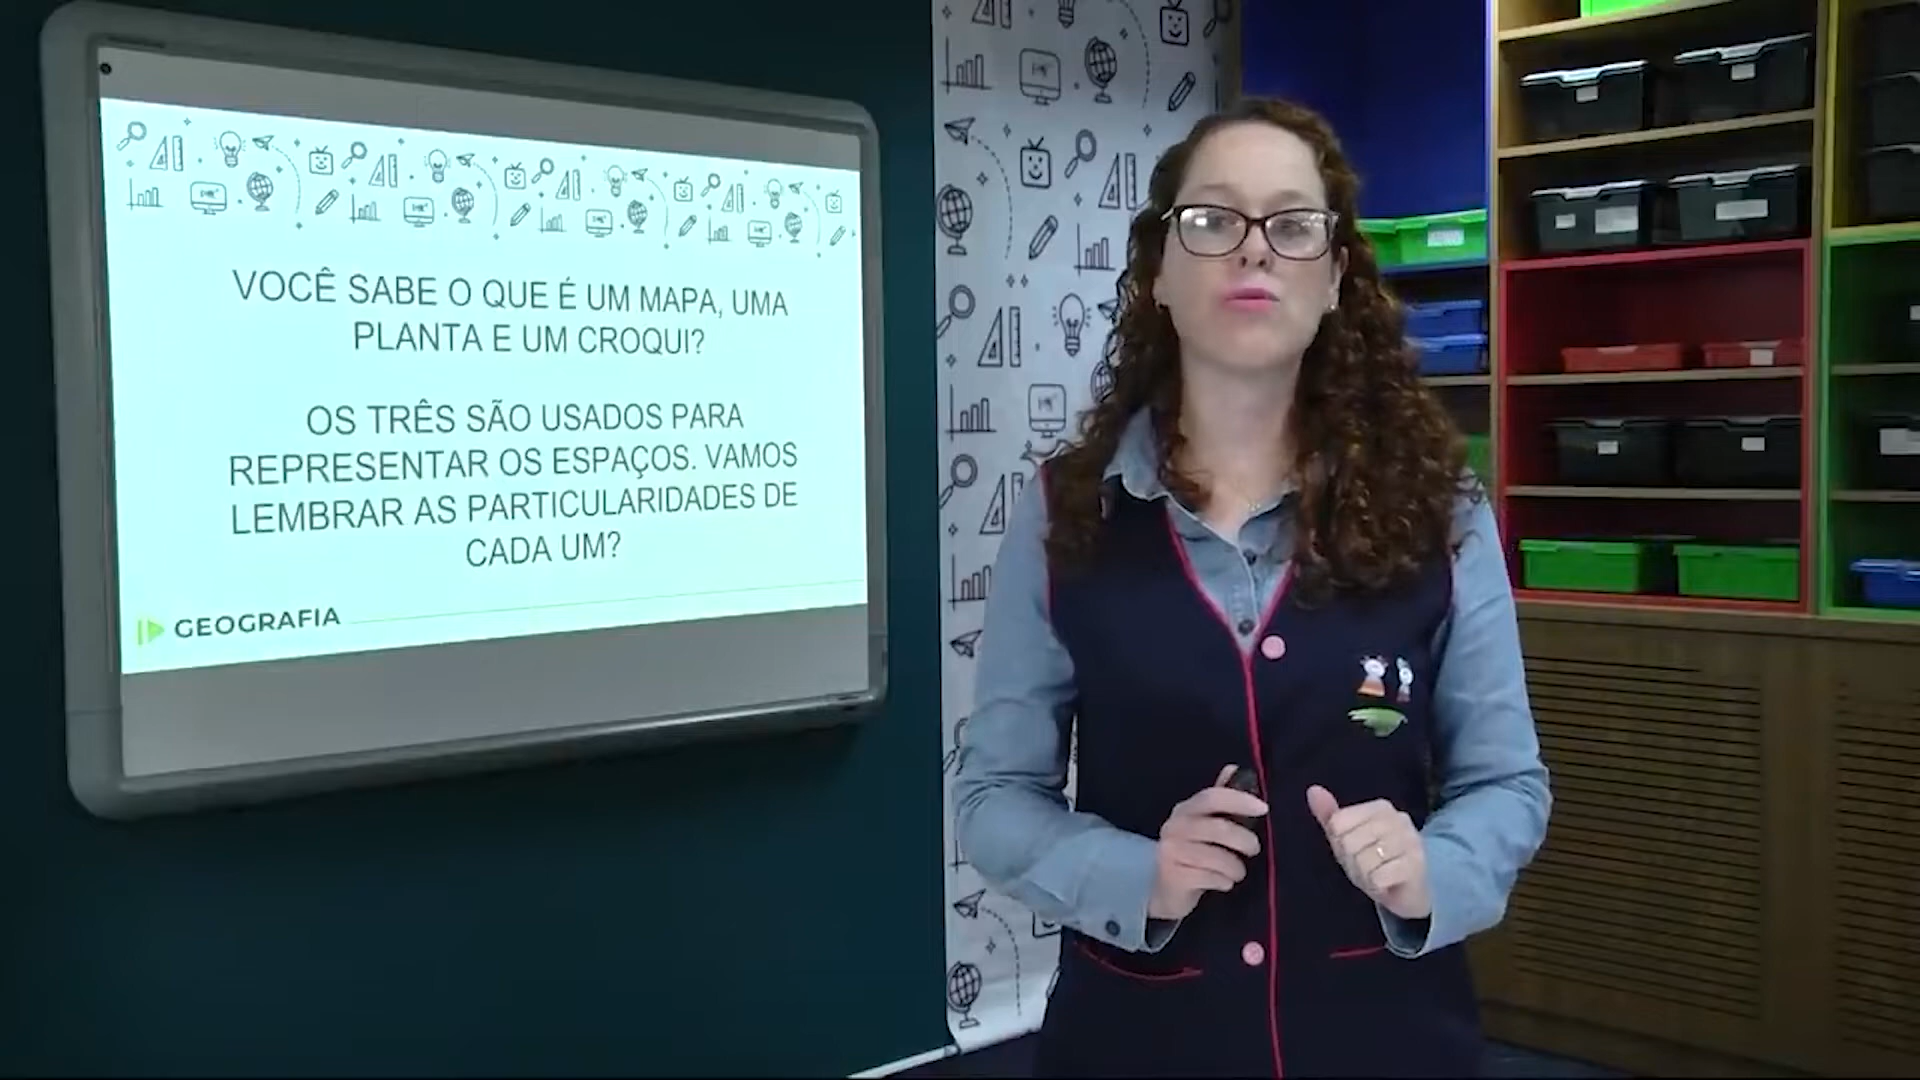 VOCÊ SABE O QUE É UM MAPA, UMA
PLANTA E UM CROQUI?
OS TRÊS SÃO USADOS PARA
REPRESENTAR OS ESPAÇOS. VAMOS
LEMBRAR AS PARTICULARIDADES DE
CADA UM?
GEOGRAFIA